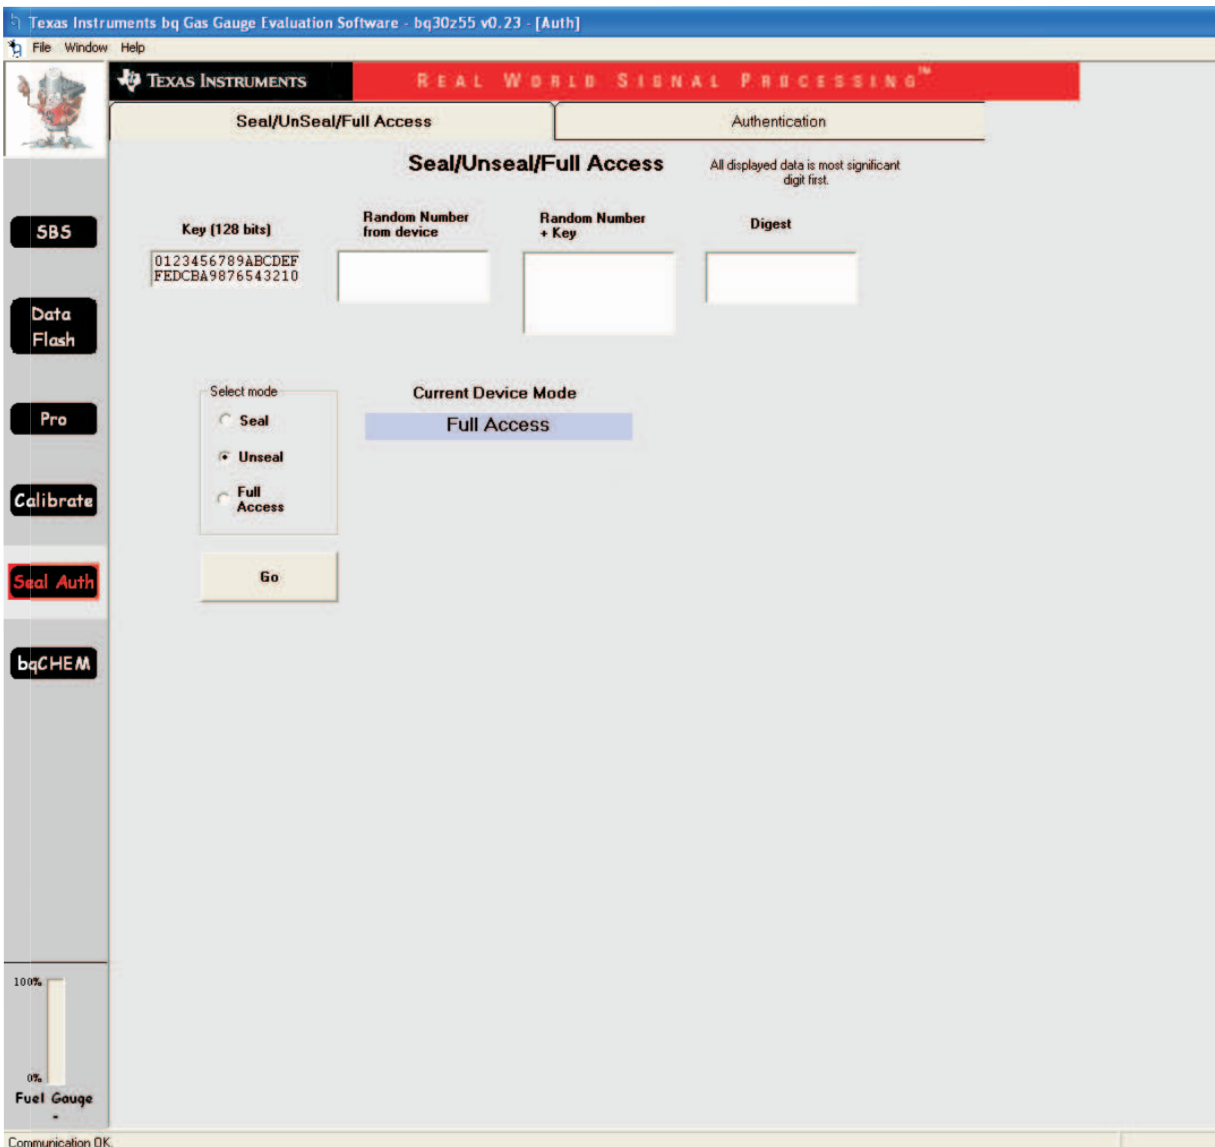 Texas Instruments bq Gas Gauge Evaluation Software - bq30z55 v0.23 - [Auth]
File Window Help
TEXAS INSTRUMENTS
REAL WORLD SIGNAL PROCESSING™
Seal/UnSeal/Full Access
Authentication
Seal/Unseal/Full Access
All displayed data is most significant
digit first.
SBS
Data
Flash
Pro
Calibrate
Seal Auth
bqCHEM
Key (128 bits)
0123456789ABCDEF
FEDCBA9876543210
Random Number
from device
Random Number
+ Key
Digest
Select mode
Seal
Unseal
Full
Access
Go
Current Device Mode
Full Access
100%
0%
Fuel Gauge
-
Communication OK.